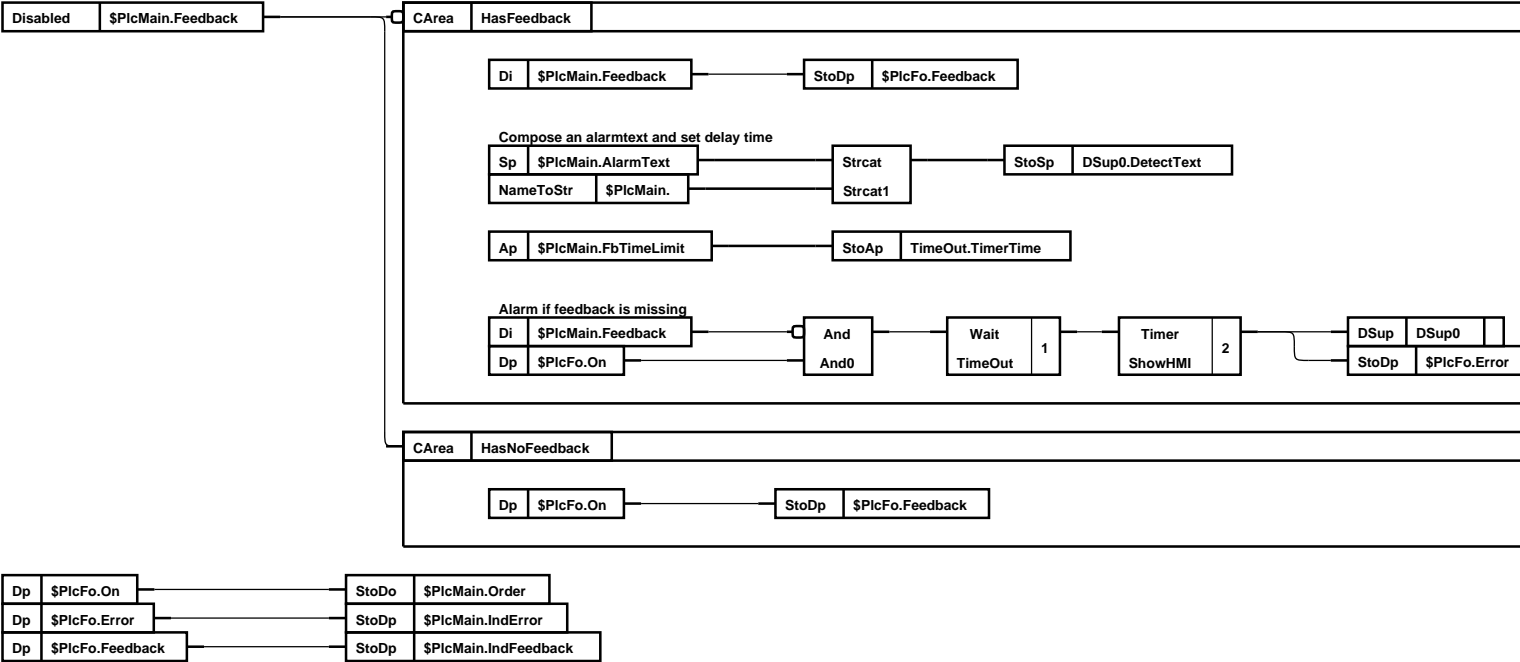 Disabled $PlcMain.Feedback CArea HasFeedback
Di $PlcMain.Feedback StoDp $PlcFo.Feedback
Compose an alarmtext and set delay time
Sp $PlcMain.AlarmText Strcat StoSp DSup0.DetectText
NameToStr $PlcMain. Strcat1
Ap $PlcMain.FbTimeLimit StoAp TimeOut.TimerTime
Alarm if feedback is missing
Di $PlcMain.Feedback And Wait 1 Timer 2 DSup DSup0
Dp $PlcFo.On And0 TimeOut ShowHMI StoDp $PlcFo.Error
CArea HasNoFeedback
Dp $PlcFo.On StoDp $PlcFo.Feedback
Dp $PlcFo.On StoDo $PlcMain.Order
Dp $PlcFo.Error StoDp $PlcMain.IndError
Dp $PlcFo.Feedback StoDp $PlcMain.IndFeedback